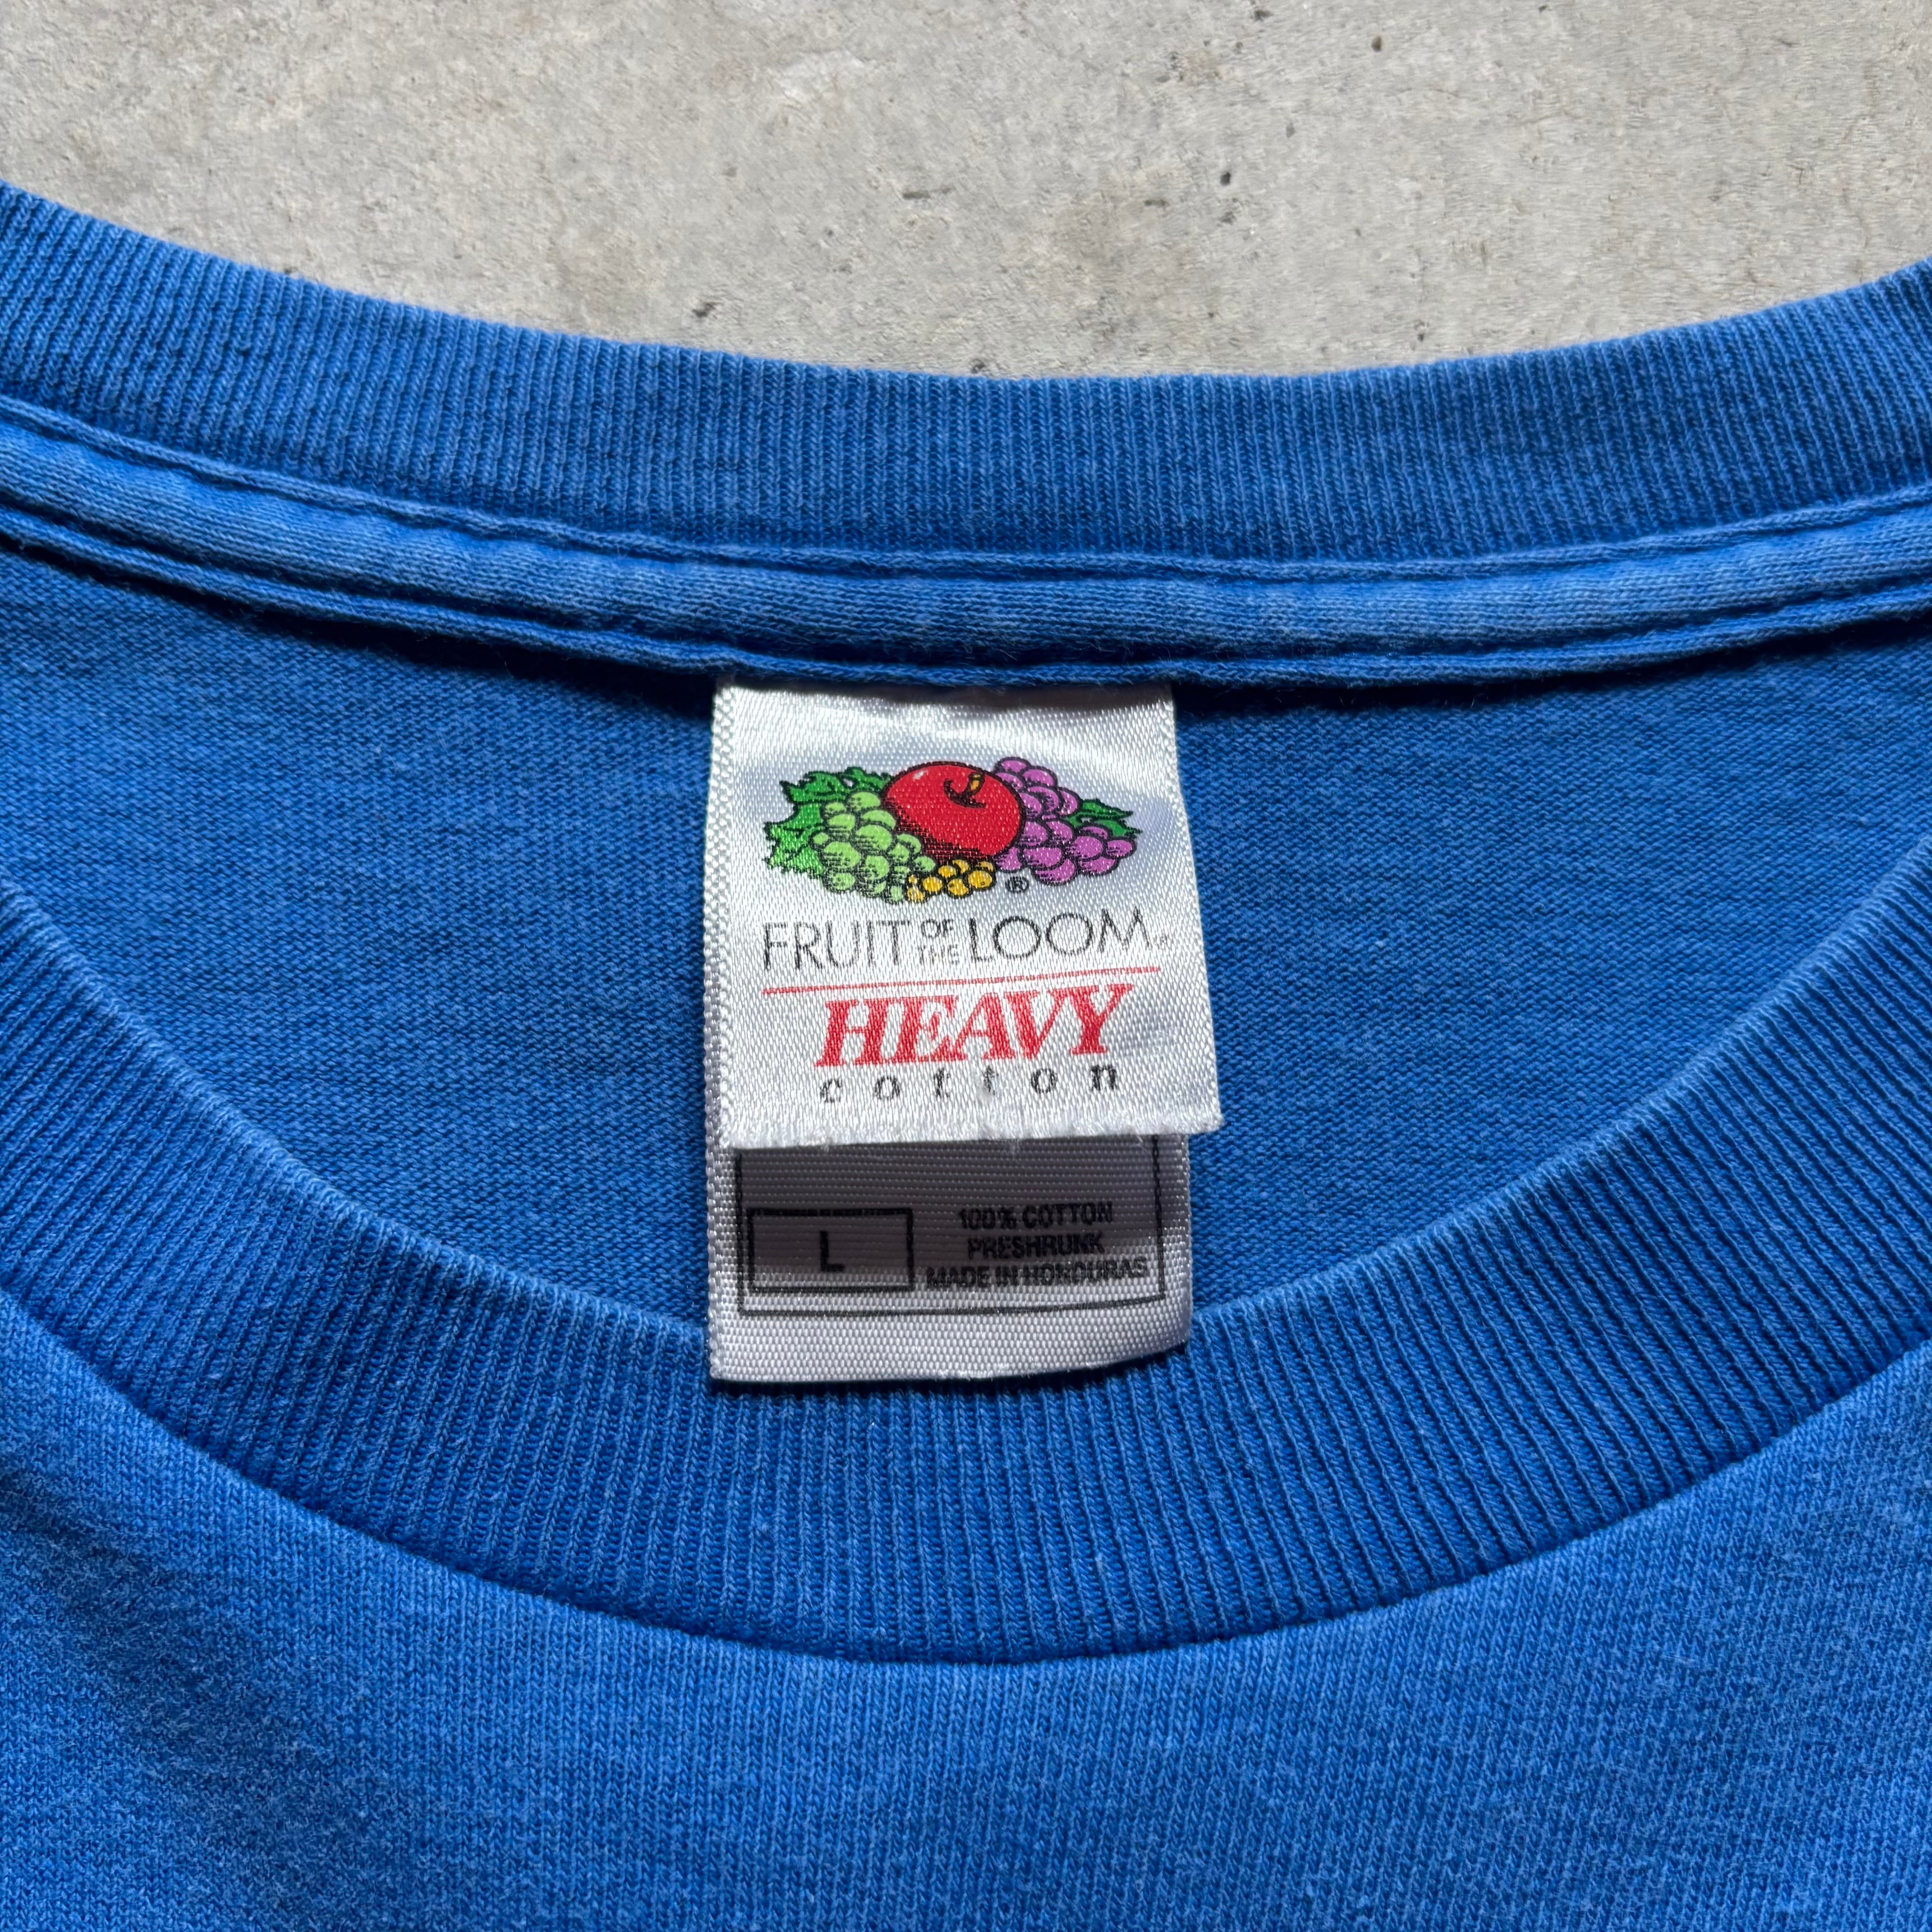 ®
FRUIT OF THE LOOM®
HEAVY
cotton
L
100% COTTON
PRESHRUNK
MADE IN HONDURAS